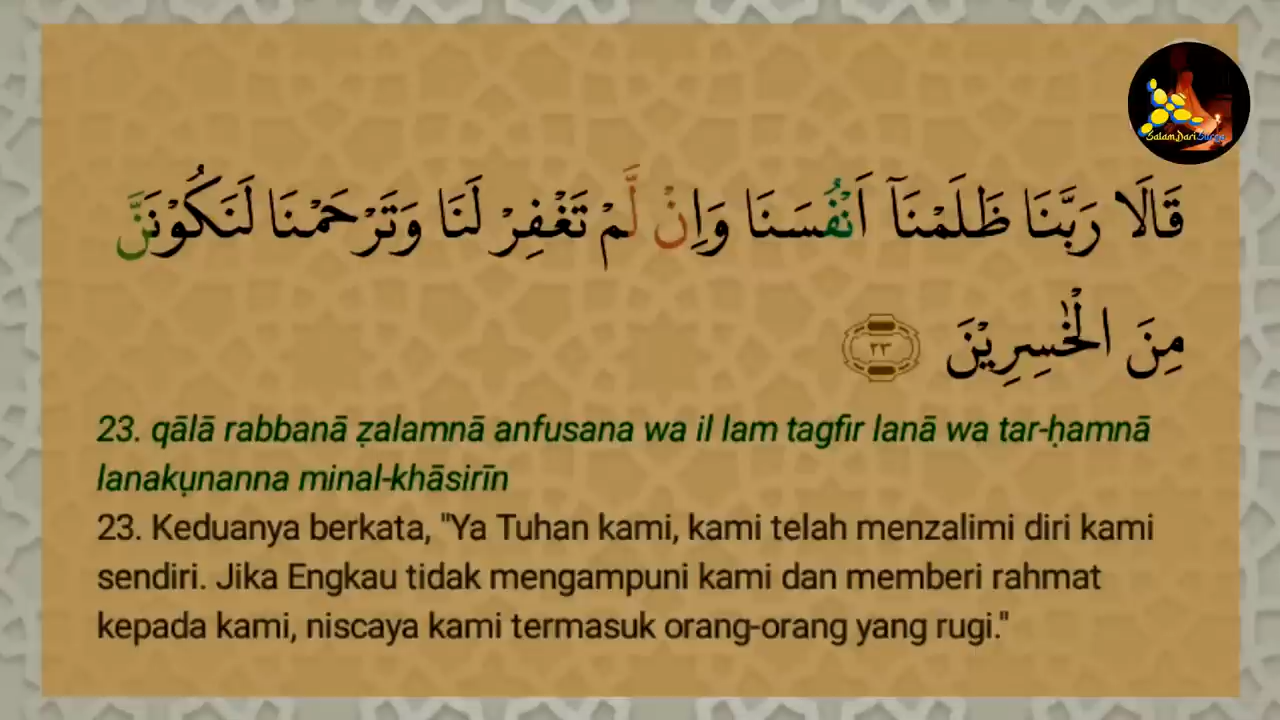 SalamDariSurga
قَالَا رَبَّنَا ظَلَمْنَآ اَنْفُسَنَا وَاِنْ لَّمْ تَغْفِرْ لَنَا وَتَرْحَمْنَا لَنَكُوْنَنَّ
مِنَ الْخٰسِرِيْنَ ٢٣
23. qālā rabbanā ẓalamnā anfusana wa il lam tagfir lanā wa tar-ḥamnā
lanakụnanna minal-khāsirīn
23. Keduanya berkata, "Ya Tuhan kami, kami telah menzalimi diri kami
sendiri. Jika Engkau tidak mengampuni kami dan memberi rahmat
kepada kami, niscaya kami termasuk orang-orang yang rugi."